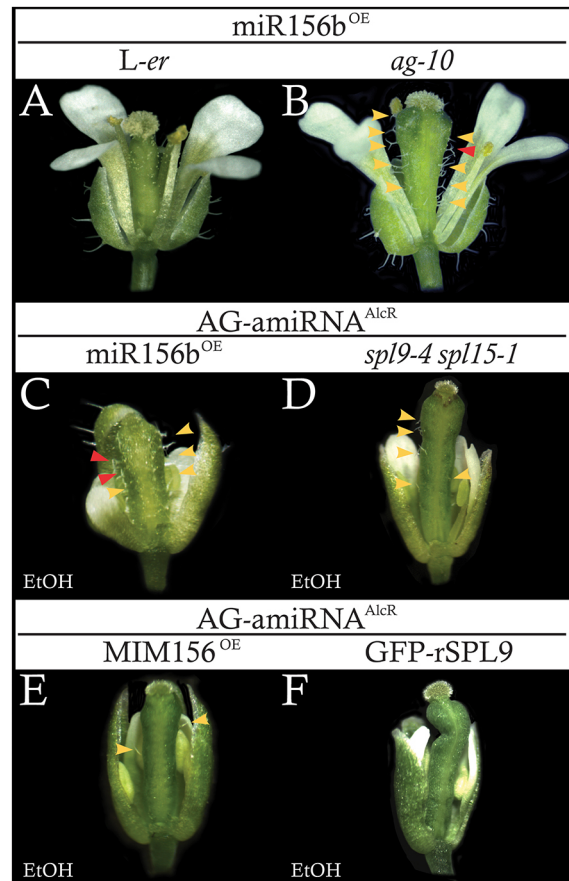 miR156b^OE
L-er ag-10
A B
AG-amiRNA^AlcR
miR156b^OE spl9-4 spl15-1
C D
EtOH EtOH
AG-amiRNA^AlcR
MIM156^OE GFP-rSPL9
E F
EtOH EtOH